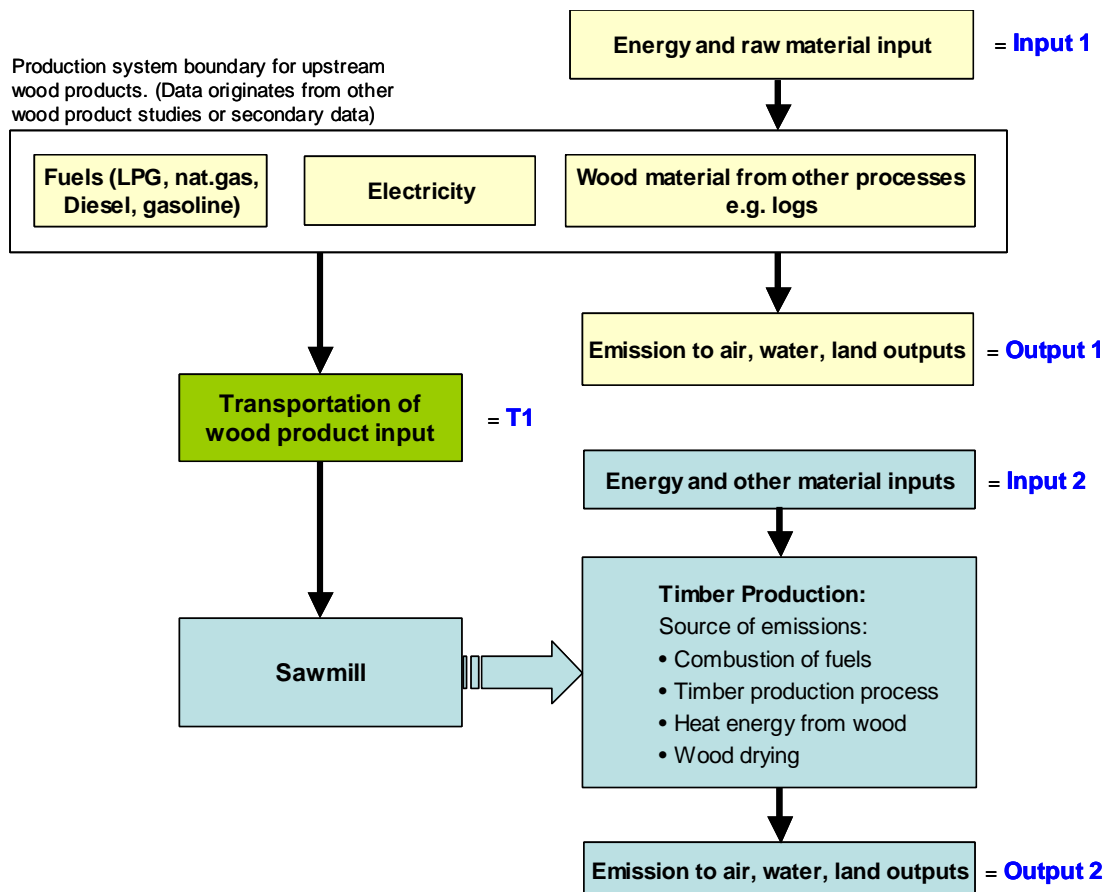 Energy and raw material input
= Input 1
Production system boundary for upstream
wood products. (Data originates from other
wood product studies or secondary data)
Fuels (LPG, nat.gas,
Diesel, gasoline)
Electricity
Wood material from other processes
e.g. logs
Emission to air, water, land outputs
= Output 1
Transportation of
wood product input
= T1
Energy and other material inputs
= Input 2
Sawmill
Timber Production:
Source of emissions:
• Combustion of fuels
• Timber production process
• Heat energy from wood
• Wood drying
Emission to air, water, land outputs
= Output 2